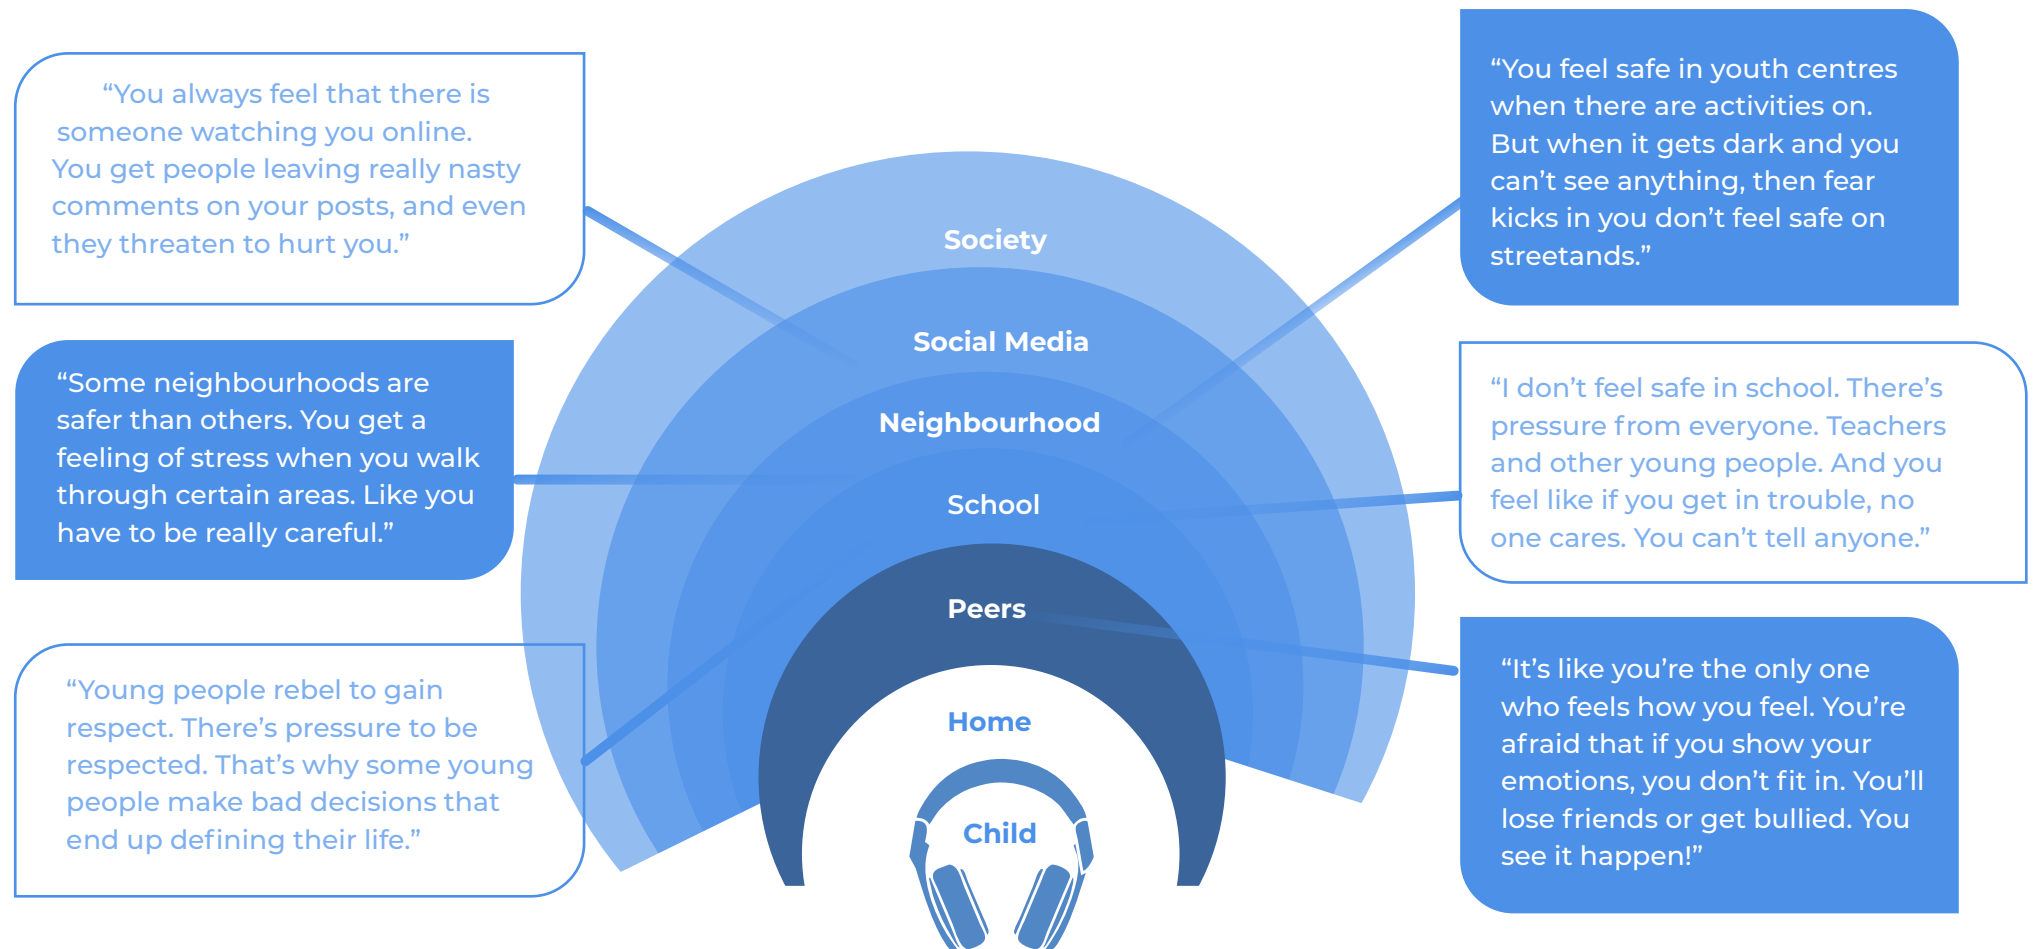 “You always feel that there is
someone watching you online.
You get people leaving really nasty
comments on your posts, and even
they threaten to hurt you.”
“Some neighbourhoods are
safer than others. You get a
feeling of stress when you walk
through certain areas. Like you
have to be really careful.”
“Young people rebel to gain
respect. There’s pressure to be
respected. That’s why some young
people make bad decisions that
end up defining their life.”
Society
Social Media
Neighbourhood
School
Peers
Home
Child
“You feel safe in youth centres
when there are activities on.
But when it gets dark and you
can’t see anything, then fear
kicks in you don’t feel safe on
streetands.”
“I don’t feel safe in school. There’s
pressure from everyone. Teachers
and other young people. And you
feel like if you get in trouble, no
one cares. You can’t tell anyone.”
“It’s like you’re the only one
who feels how you feel. You’re
afraid that if you show your
emotions, you don’t fit in. You’ll
lose friends or get bullied. You
see it happen!”